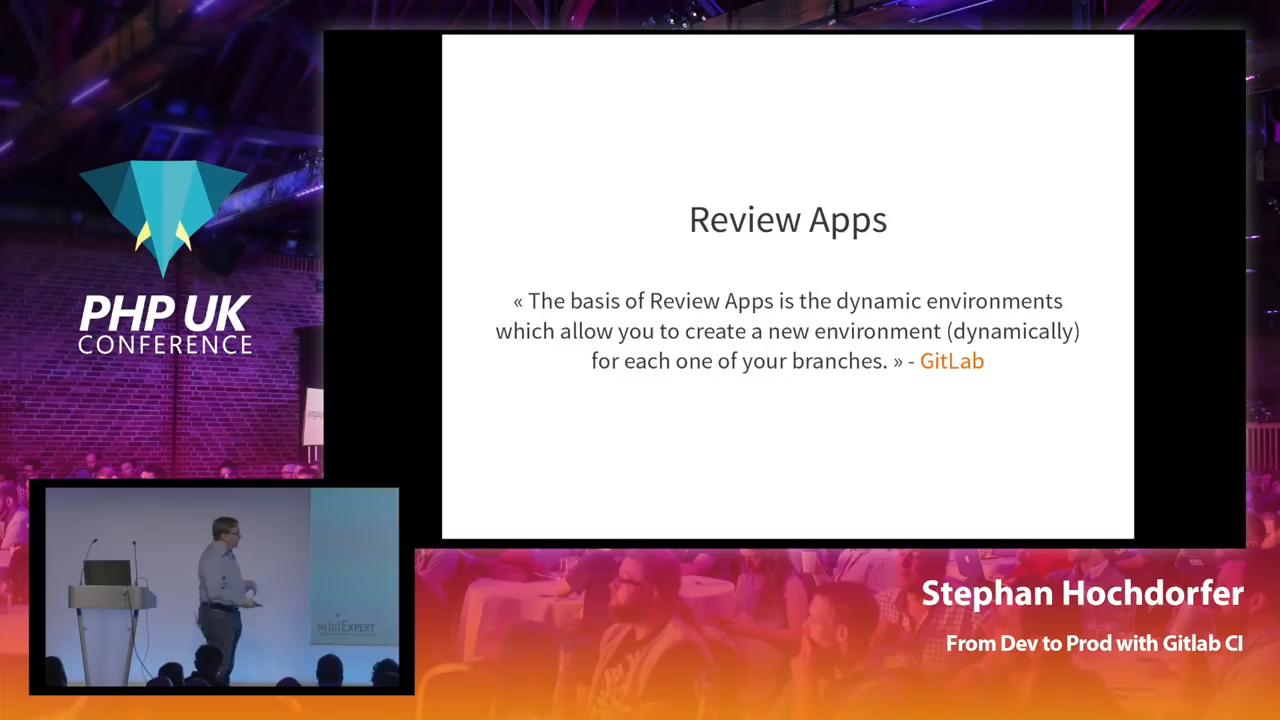 Review Apps
« The basis of Review Apps is the dynamic environments
which allow you to create a new environment (dynamically)
for each one of your branches. » - GitLab
PHP UK
CONFERENCE
bitExpert
Stephan Hochdorfer
From Dev to Prod with Gitlab CI